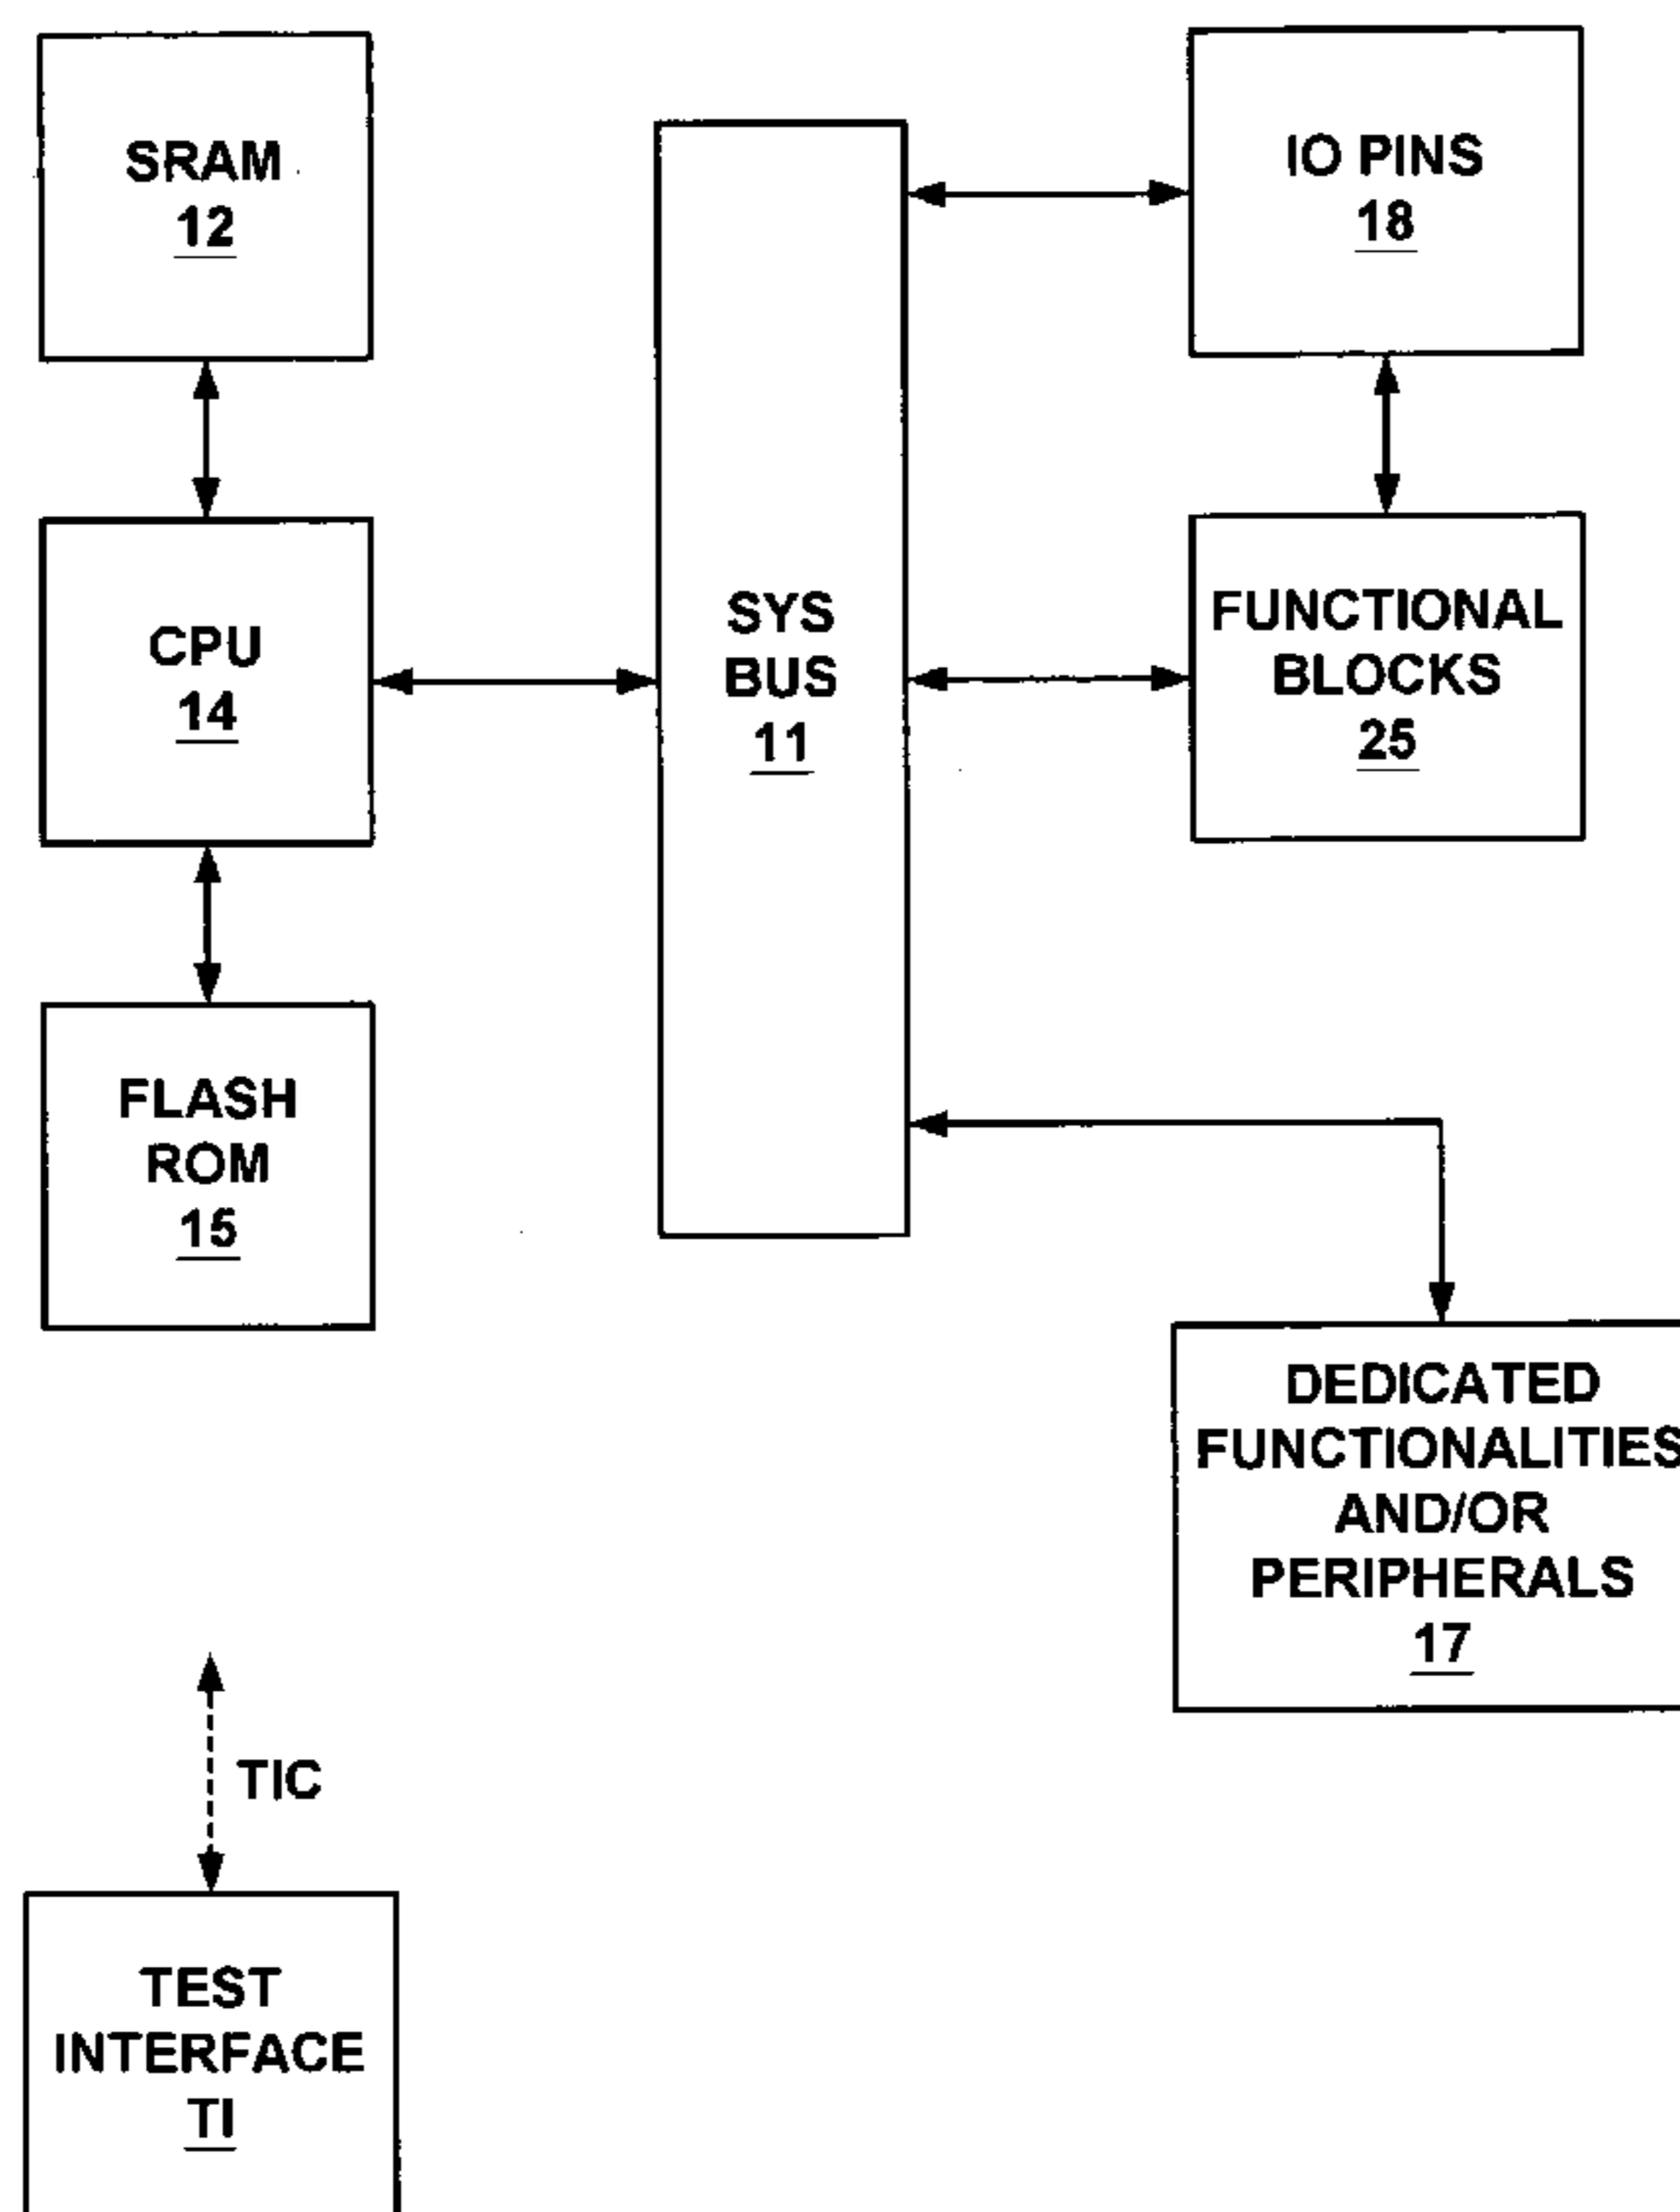 SRAM
12
IO PINS
18
CPU
14
SYS
BUS
11
FUNCTIONAL
BLOCKS
25
FLASH
ROM
15
DEDICATED
FUNCTIONALITIES
AND/OR
PERIPHERALS
17
TIC
TEST
INTERFACE
TI